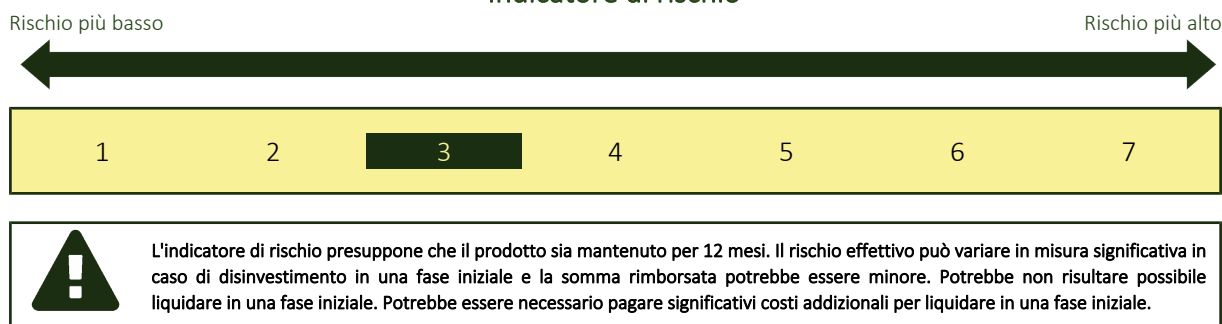 Indicatore di rischio
Rischio più basso
Rischio più alto
1 2 3 4 5 6 7
L'indicatore di rischio presuppone che il prodotto sia mantenuto per 12 mesi. Il rischio effettivo può variare in misura significativa in
caso di disinvestimento in una fase iniziale e la somma rimborsata potrebbe essere minore. Potrebbe non risultare possibile
liquidare in una fase iniziale. Potrebbe essere necessario pagare significativi costi addizionali per liquidare in una fase iniziale.